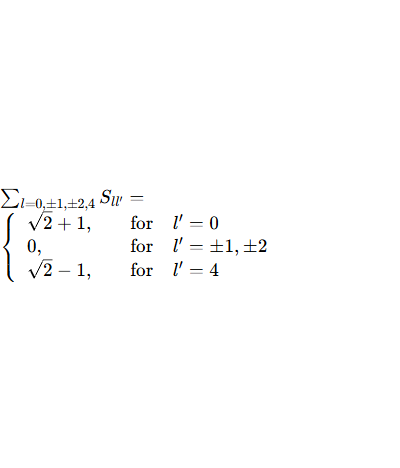 ∑_{l=0,±1,±2,4} S_{ll′} =
√2 + 1, for l′ = 0
0, for l′ = ±1, ±2
√2 − 1, for l′ = 4